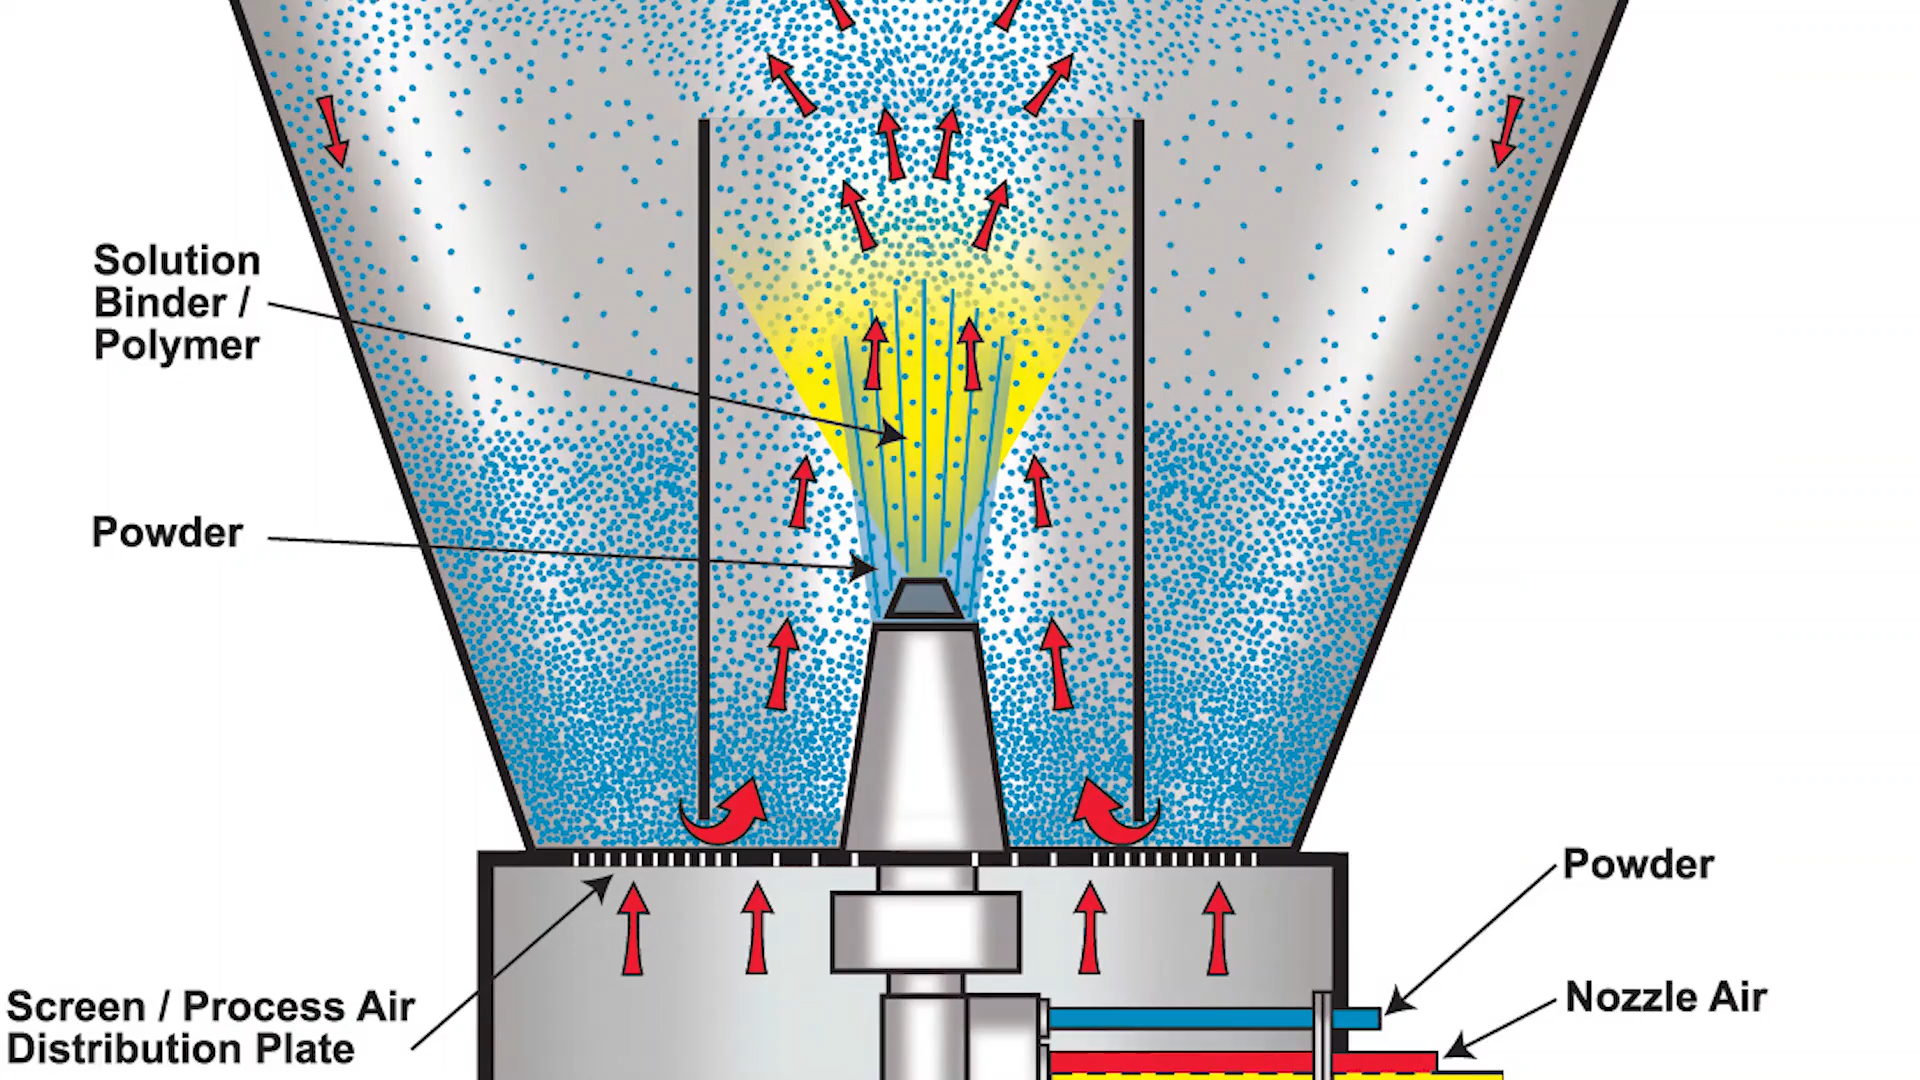 Solution
Binder /
Polymer
Powder
Powder
Nozzle Air
Screen / Process Air
Distribution Plate